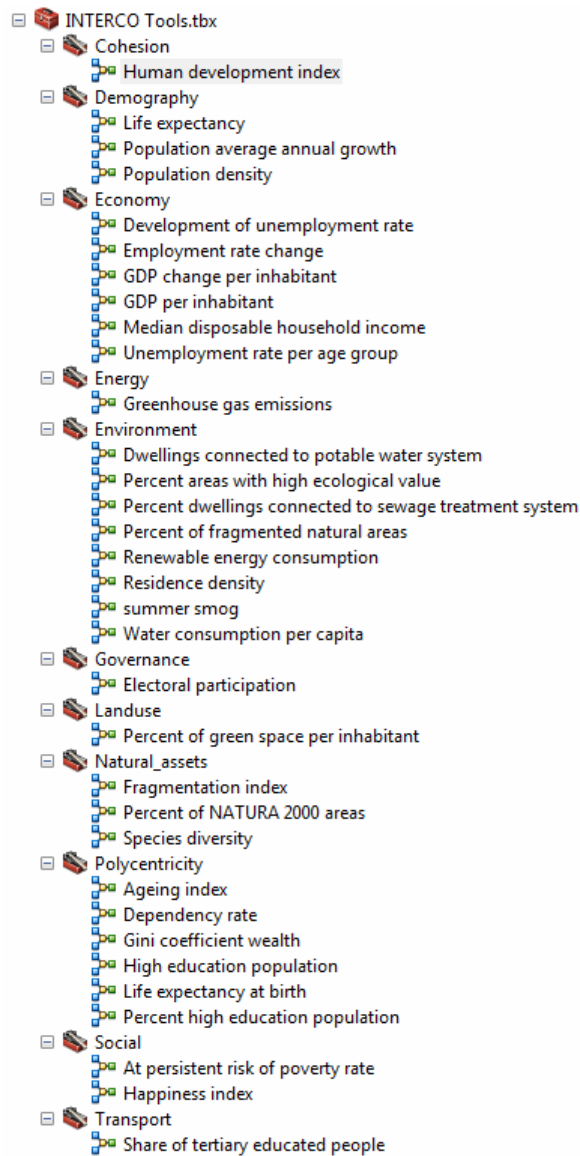 INTERCO Tools.tbx
Cohesion
Human development index
Demography
Life expectancy
Population average annual growth
Population density
Economy
Development of unemployment rate
Employment rate change
GDP change per inhabitant
GDP per inhabitant
Median disposable household income
Unemployment rate per age group
Energy
Greenhouse gas emissions
Environment
Dwellings connected to potable water system
Percent areas with high ecological value
Percent dwellings connected to sewage treatment system
Percent of fragmented natural areas
Renewable energy consumption
Residence density
summer smog
Water consumption per capita
Governance
Electoral participation
Landuse
Percent of green space per inhabitant
Natural_assets
Fragmentation index
Percent of NATURA 2000 areas
Species diversity
Polycentricity
Ageing index
Dependency rate
Gini coefficient wealth
High education population
Life expectancy at birth
Percent high education population
Social
At persistent risk of poverty rate
Happiness index
Transport
Share of tertiary educated people